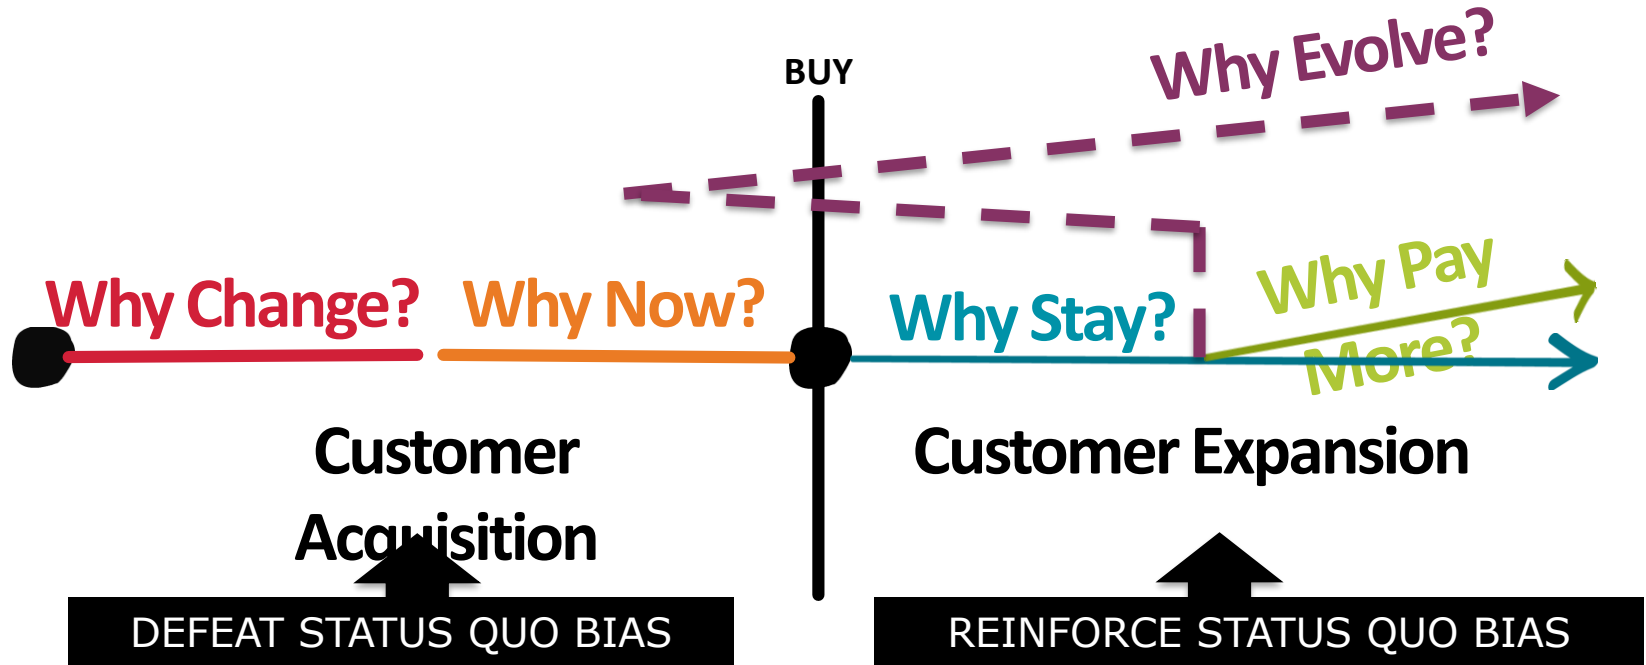 Why Evolve?
BUY
Why Change?
Why Now?
Why Stay?
Why Pay
More?
Customer
Acquisition
Customer Expansion
DEFEAT STATUS QUO BIAS
REINFORCE STATUS QUO BIAS